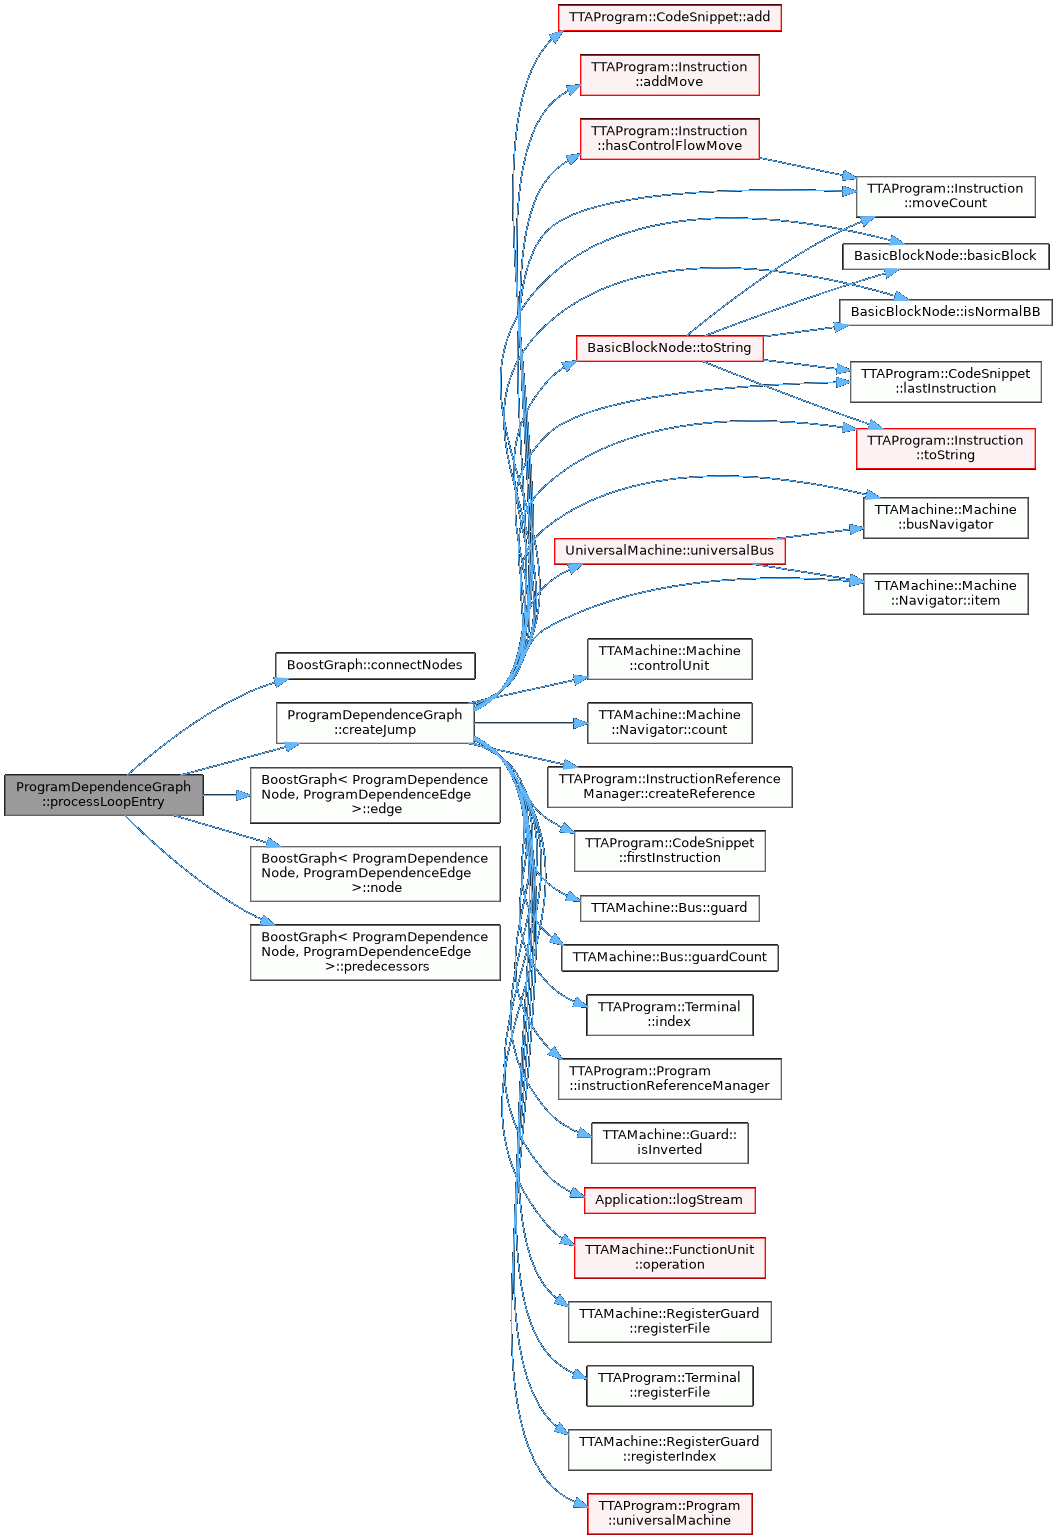 TTAProgram::CodeSnippet::add
TTAProgram::Instruction
::addMove
TTAProgram::Instruction
::hasControlFlowMove
TTAProgram::Instruction
::moveCount
BasicBlockNode::basicBlock
BasicBlockNode::isNormalBB
BasicBlockNode::toString
TTAProgram::CodeSnippet
::lastInstruction
TTAProgram::Instruction
::toString
TTAMachine::Machine
::busNavigator
UniversalMachine::universalBus
TTAMachine::Machine
::Navigator::item
BoostGraph::connectNodes
TTAMachine::Machine
::controlUnit
ProgramDependenceGraph
::createJump
TTAMachine::Machine
::Navigator::count
ProgramDependenceGraph
::processLoopEntry
BoostGraph< ProgramDependence
Node, ProgramDependenceEdge
>::edge
TTAProgram::InstructionReference
Manager::createReference
BoostGraph< ProgramDependence
Node, ProgramDependenceEdge
>::node
TTAProgram::CodeSnippet
::firstInstruction
BoostGraph< ProgramDependence
Node, ProgramDependenceEdge
>::predecessors
TTAMachine::Bus::guard
TTAMachine::Bus::guardCount
TTAProgram::Terminal
::index
TTAProgram::Program
::instructionReferenceManager
TTAMachine::Guard::
isInverted
Application::logStream
TTAMachine::FunctionUnit
::operation
TTAMachine::RegisterGuard
::registerFile
TTAProgram::Terminal
::registerFile
TTAMachine::RegisterGuard
::registerIndex
TTAProgram::Program
::universalMachine